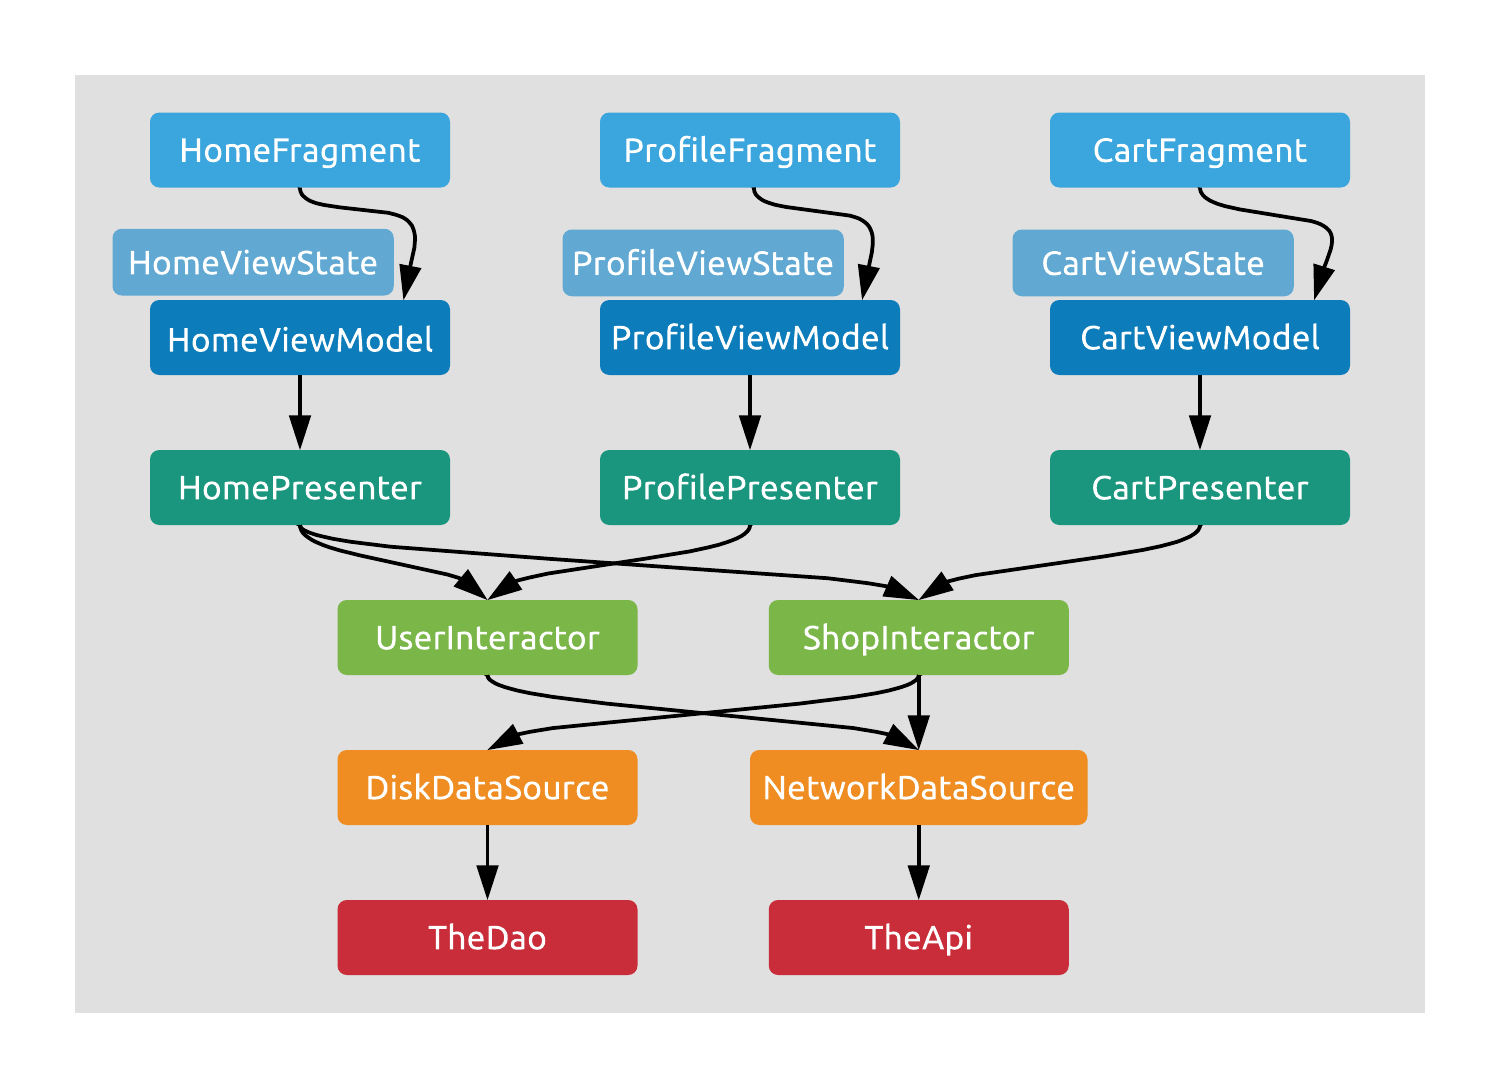 HomeFragment
ProfileFragment
CartFragment
HomeViewState
ProfileViewState
CartViewState
HomeViewModel
ProfileViewModel
CartViewModel
HomePresenter
ProfilePresenter
CartPresenter
UserInteractor
ShopInteractor
DiskDataSource
NetworkDataSource
TheDao
TheApi